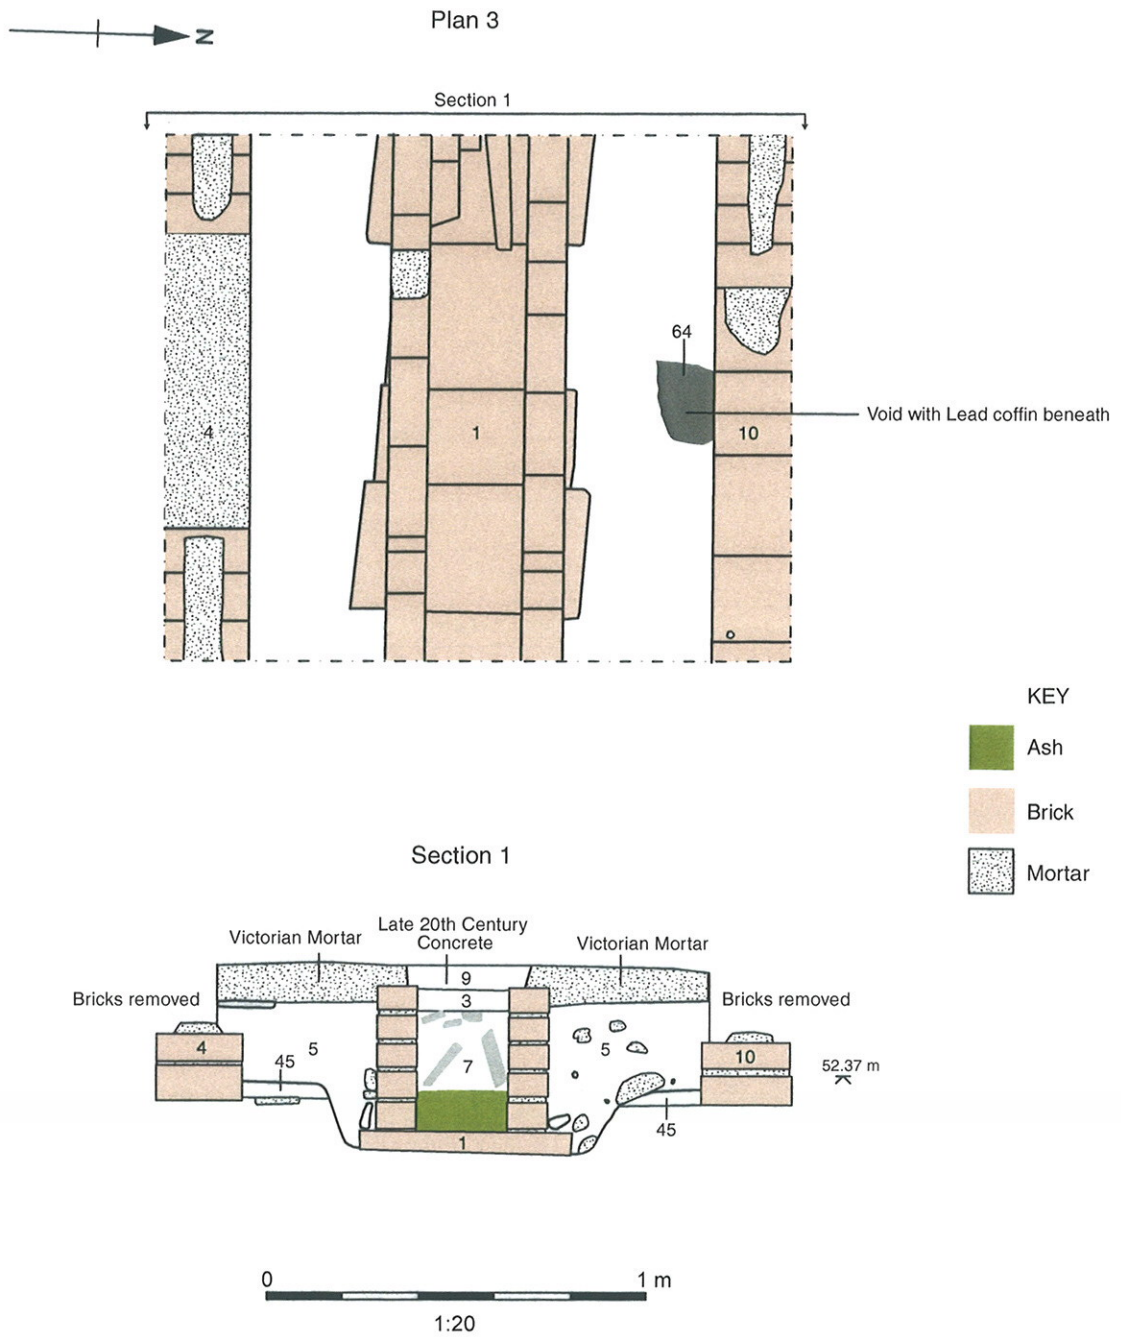 Plan 3
N
Section 1
64
Void with Lead coffin beneath
4
1
10
KEY
Ash
Brick
Mortar
Section 1
Late 20th Century
Concrete
Victorian Mortar
Victorian Mortar
9
3
Bricks removed
Bricks removed
4
5
5
10
45
7
52.37 m
45
1
0
1 m
1:20